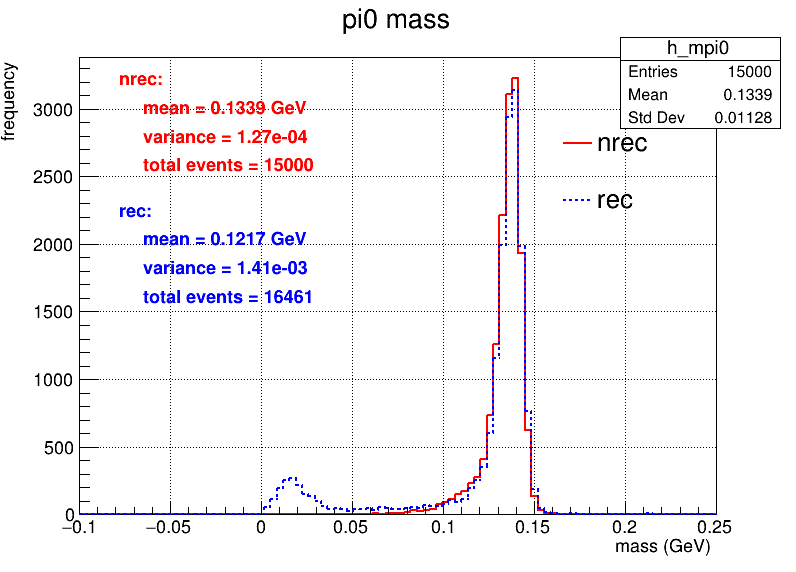 pi0 mass
h_mpi0
Entries 15000
Mean 0.1339
Std Dev 0.01128
frequency
nrec:
mean = 0.1339 GeV
variance = 1.27e-04
total events = 15000
rec:
mean = 0.1217 GeV
variance = 1.41e-03
total events = 16461
nrec
rec
3000
2500
2000
1500
1000
500
0
−0.1 −0.05 0 0.05 0.1 0.15 0.2 0.25
mass (GeV)